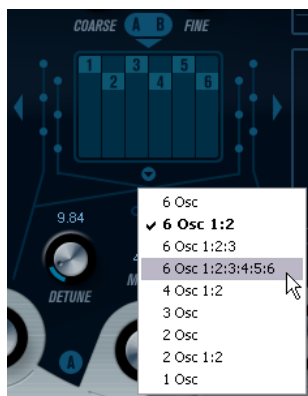 COARSE A B FINE
1 3 5
2 4 6
9.84
DETUNE
A
6 Osc
✓ 6 Osc 1:2
6 Osc 1:2:3
6 Osc 1:2:3:4:5:6
4 Osc 1:2
3 Osc
2 Osc
2 Osc 1:2
1 Osc